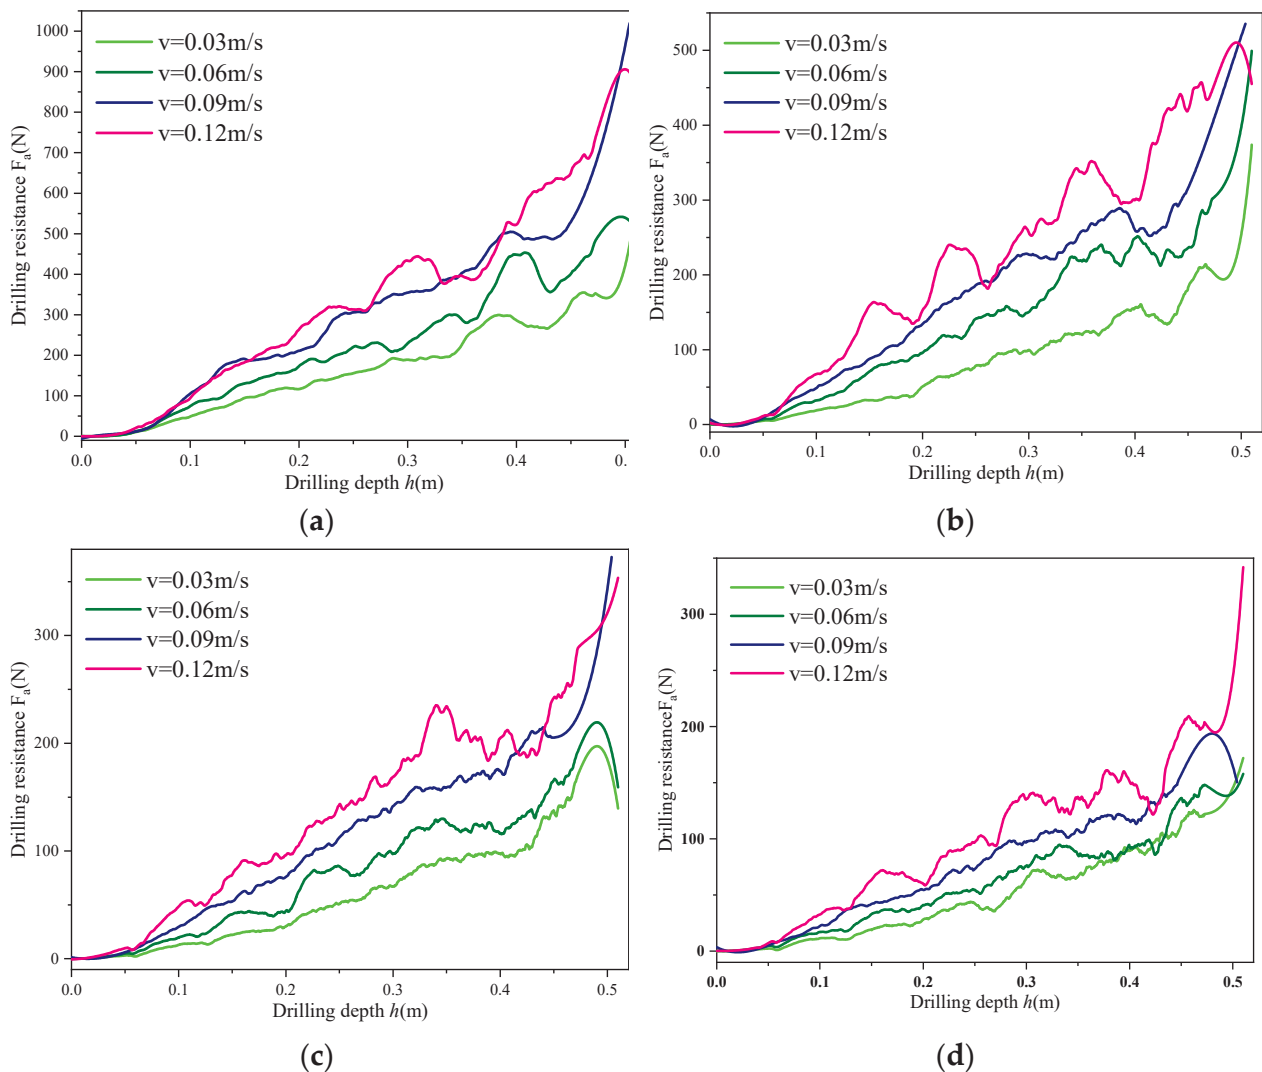 v=0.03m/s
v=0.06m/s
v=0.09m/s
v=0.12m/s
1000
900
800
700
600
500
400
300
200
100
0
Drilling resistance Fₐ(N)
0.0 0.1 0.2 0.3 0.4 0.
Drilling depth h(m)
(a)
v=0.03m/s
v=0.06m/s
v=0.09m/s
v=0.12m/s
500
400
300
200
100
0
Drilling resistance Fₐ(N)
0.0 0.1 0.2 0.3 0.4 0.5
Drilling depth h(m)
(b)
v=0.03m/s
v=0.06m/s
v=0.09m/s
v=0.12m/s
300
200
100
0
Drilling resistance Fₐ(N)
0.0 0.1 0.2 0.3 0.4 0.5
Drilling depth h(m)
(c)
v=0.03m/s
v=0.06m/s
v=0.09m/s
v=0.12m/s
300
200
100
0
Drilling resistanceFₐ(N)
0.0 0.1 0.2 0.3 0.4 0.5
Drilling depth h(m)
(d)